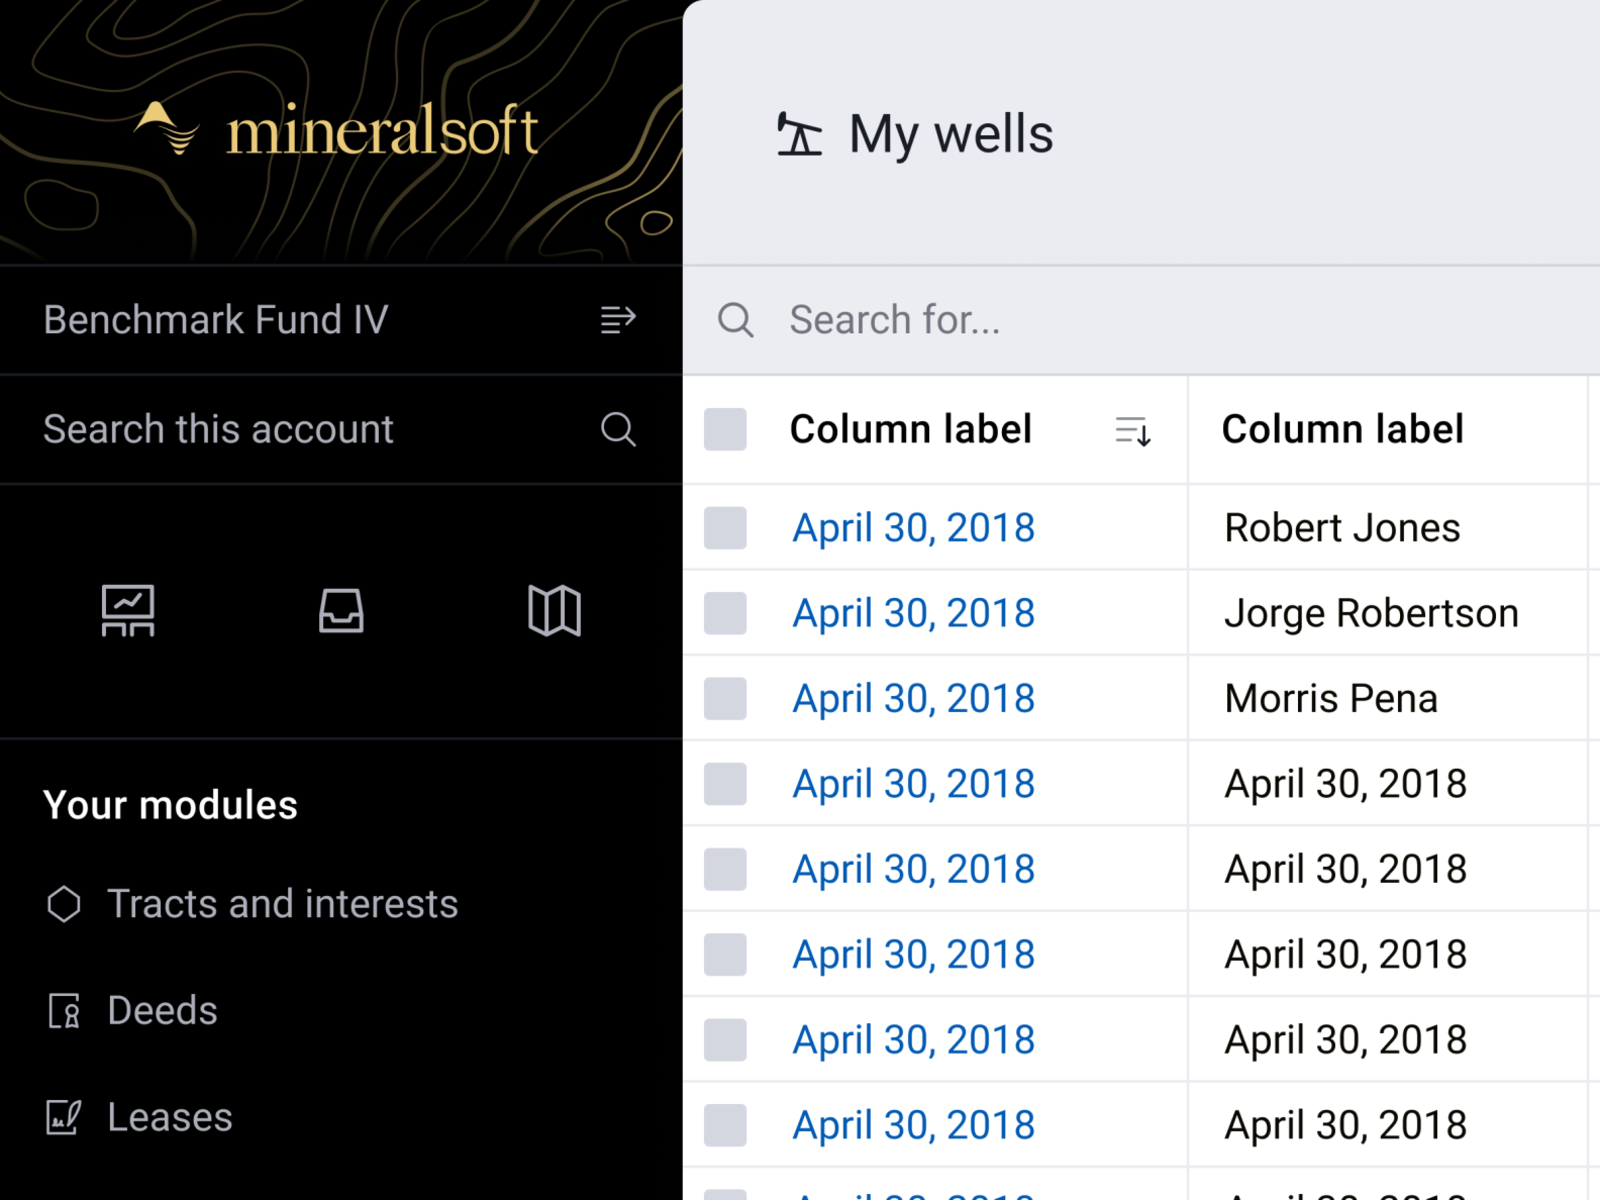 mineralsoft
Benchmark Fund IV
Search this account
Your modules
Tracts and interests
Deeds
Leases
My wells
Search for...
Column label Column label
April 30, 2018 Robert Jones
April 30, 2018 Jorge Robertson
April 30, 2018 Morris Pena
April 30, 2018 April 30, 2018
April 30, 2018 April 30, 2018
April 30, 2018 April 30, 2018
April 30, 2018 April 30, 2018
April 30, 2018 April 30, 2018